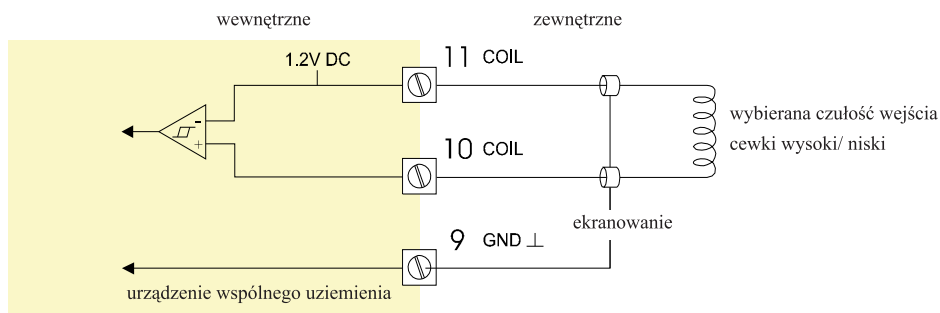 wewnętrzne
zewnętrzne
1.2V DC
11 COIL
wybierana czułość wejścia
cewki wysoki/ niski
-
+
10 COIL
ekranowanie
9 GND ⊥
urządzenie wspólnego uziemienia